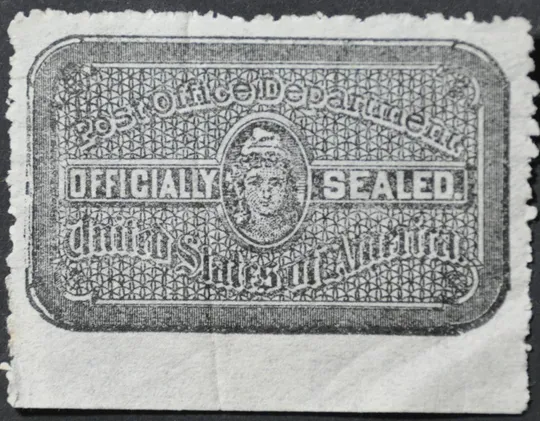 Post Office Department
OFFICIALLY SEALED.
United States of America.